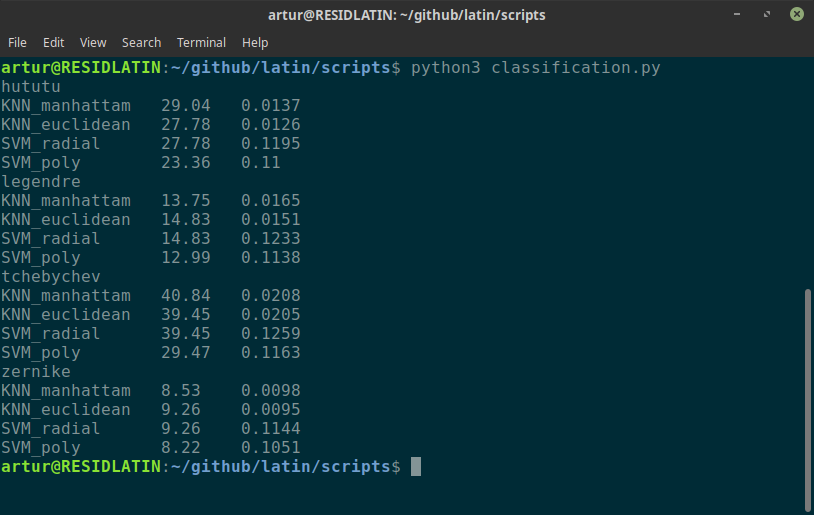 artur@RESIDLATIN: ~/github/latin/scripts
File Edit View Search Terminal Help
artur@RESIDLATIN:~/github/latin/scripts$ python3 classification.py
hututu
KNN_manhattam 29.04 0.0137
KNN_euclidean 27.78 0.0126
SVM_radial 27.78 0.1195
SVM_poly 23.36 0.11
legendre
KNN_manhattam 13.75 0.0165
KNN_euclidean 14.83 0.0151
SVM_radial 14.83 0.1233
SVM_poly 12.99 0.1138
tchebychev
KNN_manhattam 40.84 0.0208
KNN_euclidean 39.45 0.0205
SVM_radial 39.45 0.1259
SVM_poly 29.47 0.1163
zernike
KNN_manhattam 8.53 0.0098
KNN_euclidean 9.26 0.0095
SVM_radial 9.26 0.1144
SVM_poly 8.22 0.1051
artur@RESIDLATIN:~/github/latin/scripts$